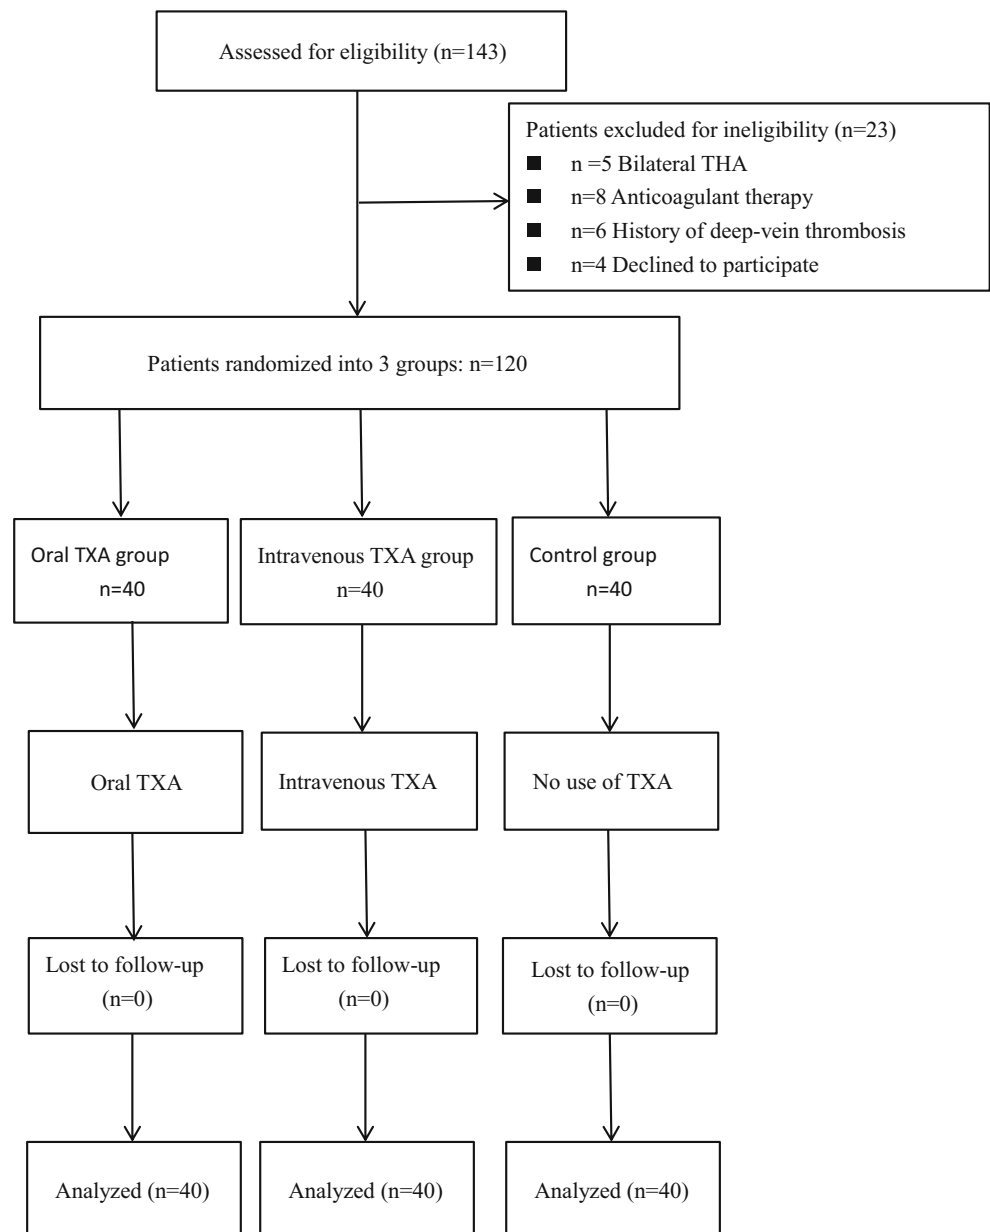 Assessed for eligibility (n=143)
Patients excluded for ineligibility (n=23)
■ n =5 Bilateral THA
■ n=8 Anticoagulant therapy
■ n=6 History of deep-vein thrombosis
■ n=4 Declined to participate
Patients randomized into 3 groups: n=120
Oral TXA group
n=40
Intravenous TXA group
n=40
Control group
n=40
Oral TXA
Intravenous TXA
No use of TXA
Lost to follow-up
(n=0)
Lost to follow-up
(n=0)
Lost to follow-up
(n=0)
Analyzed (n=40)
Analyzed (n=40)
Analyzed (n=40)